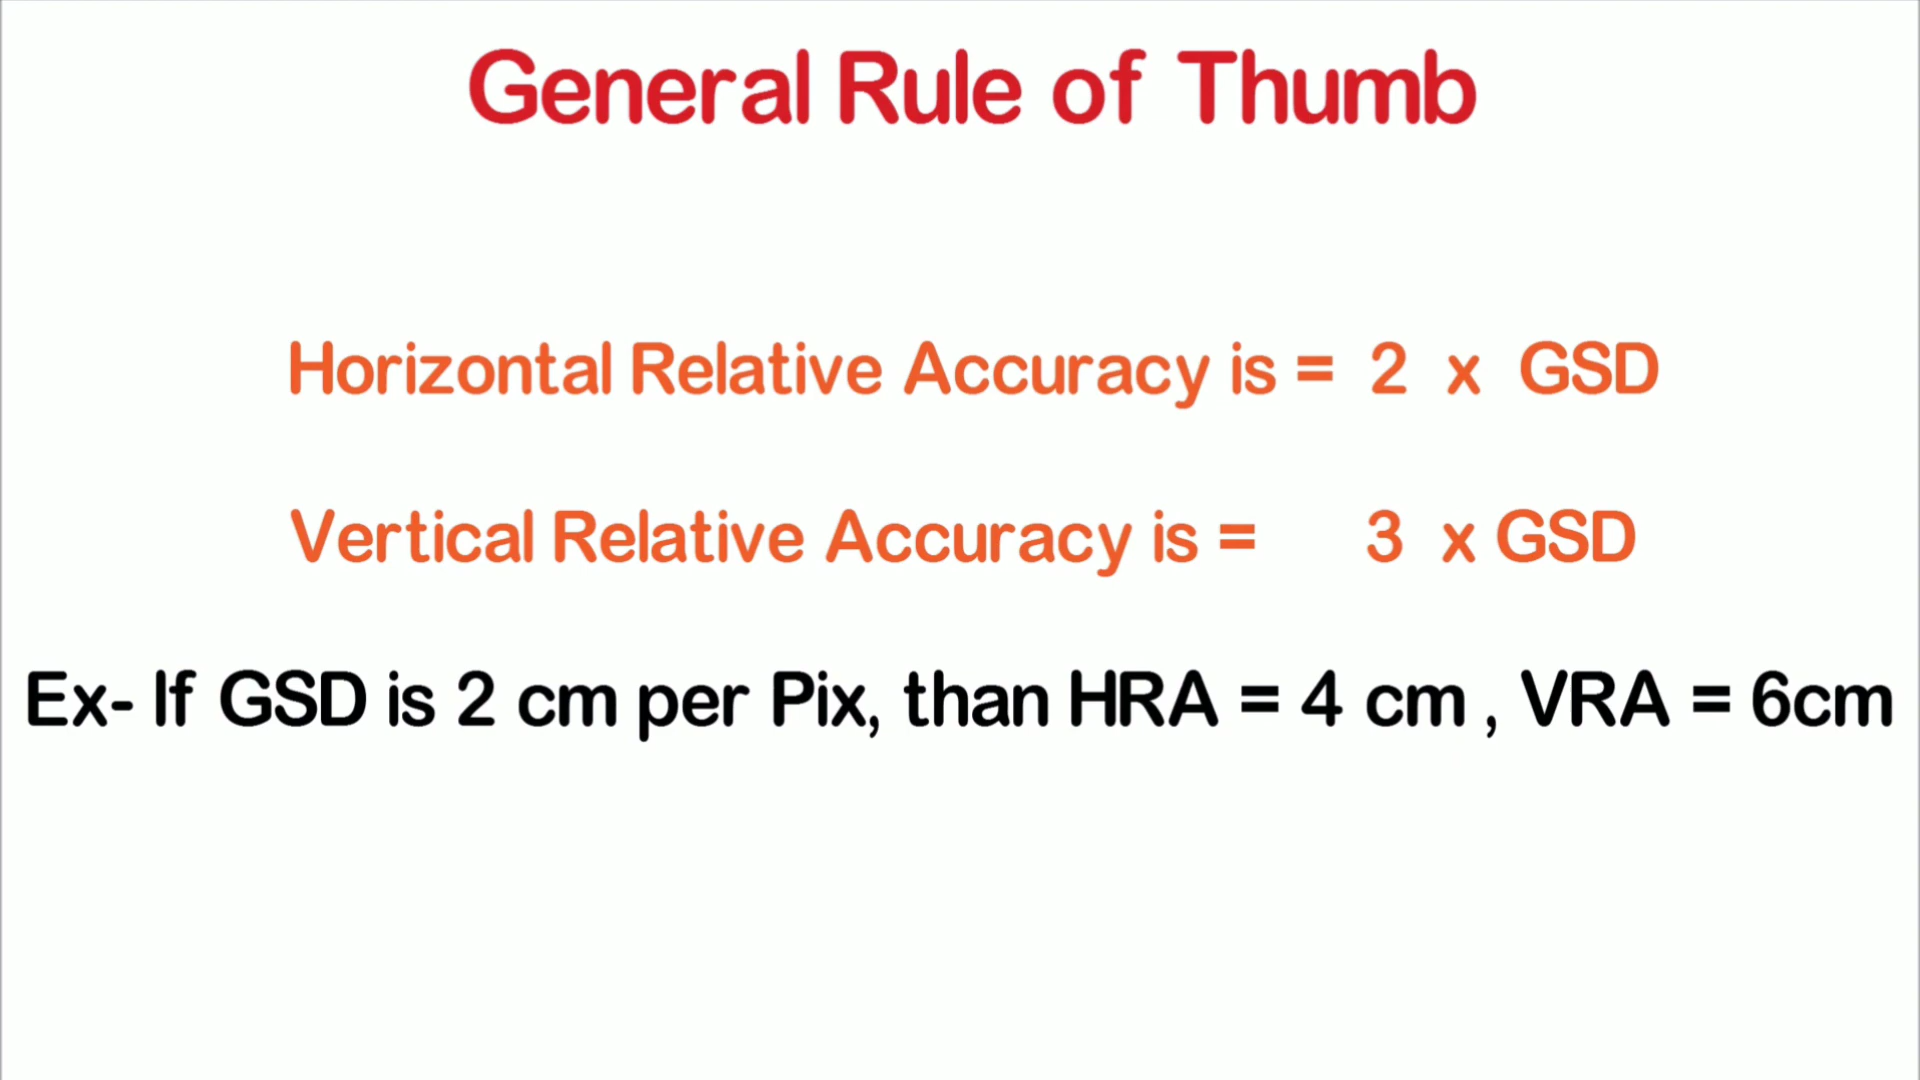 General Rule of Thumb
Horizontal Relative Accuracy is = 2 x GSD
Vertical Relative Accuracy is = 3 x GSD
Ex- If GSD is 2 cm per Pix, than HRA = 4 cm , VRA = 6cm